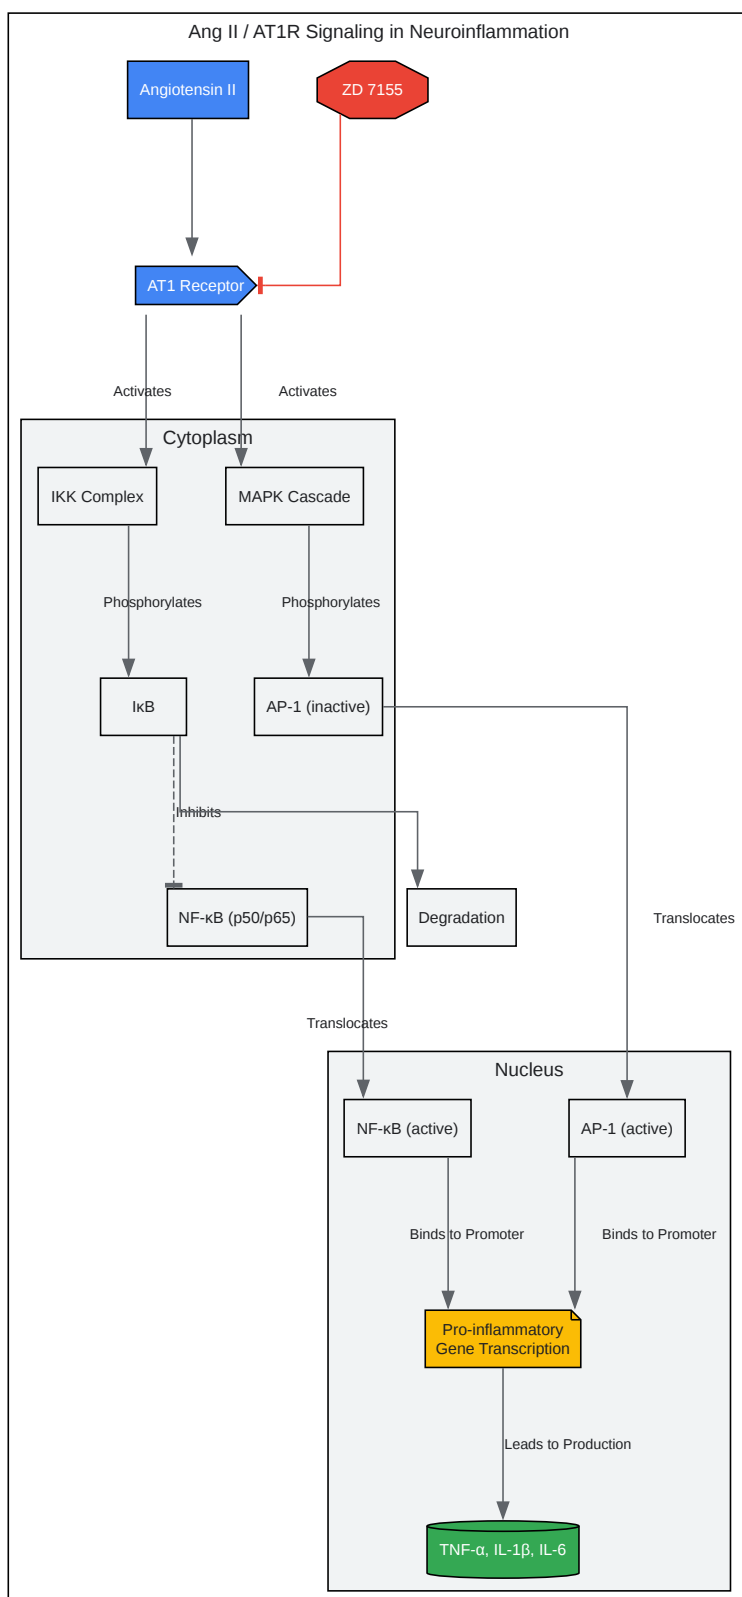 Ang II / AT1R Signaling in Neuroinflammation
Angiotensin II
ZD 7155
AT1 Receptor
Activates
Activates
Cytoplasm
IKK Complex
MAPK Cascade
Phosphorylates
Phosphorylates
IκB
AP-1 (inactive)
Inhibits
NF-κB (p50/p65)
Degradation
Translocates
Translocates
Nucleus
NF-κB (active)
AP-1 (active)
Binds to Promoter
Binds to Promoter
Pro-inflammatory
Gene Transcription
Leads to Production
TNF-α, IL-1β, IL-6